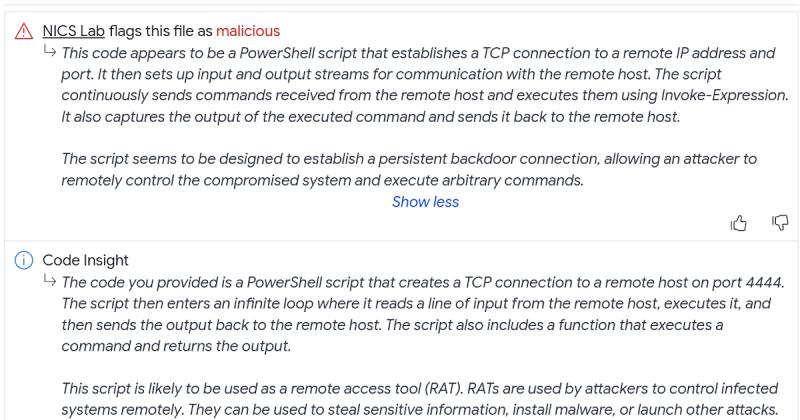 NICS Lab flags this file as malicious
This code appears to be a PowerShell script that establishes a TCP connection to a remote IP address and
port. It then sets up input and output streams for communication with the remote host. The script
continuously sends commands received from the remote host and executes them using Invoke-Expression.
It also captures the output of the executed command and sends it back to the remote host.
The script seems to be designed to establish a persistent backdoor connection, allowing an attacker to
remotely control the compromised system and execute arbitrary commands.
Show less
Code Insight
The code you provided is a PowerShell script that creates a TCP connection to a remote host on port 4444.
The script then enters an infinite loop where it reads a line of input from the remote host, executes it, and
then sends the output back to the remote host. The script also includes a function that executes a
command and returns the output.
This script is likely to be used as a remote access tool (RAT). RATs are used by attackers to control infected
systems remotely. They can be used to steal sensitive information, install malware, or launch other attacks.